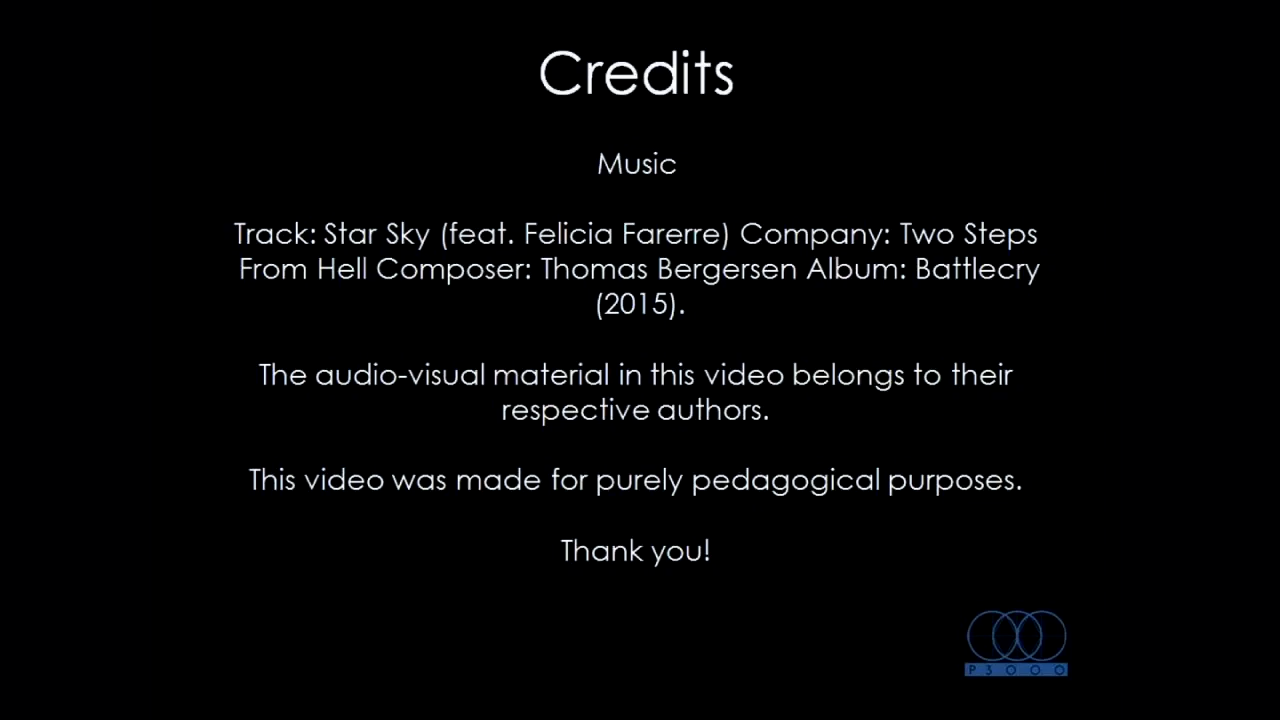 Credits
Music
Track: Star Sky (feat. Felicia Farerre) Company: Two Steps
From Hell Composer: Thomas Bergersen Album: Battlecry
(2015).
The audio-visual material in this video belongs to their
respective authors.
This video was made for purely pedagogical purposes.
Thank you!
P3OOO